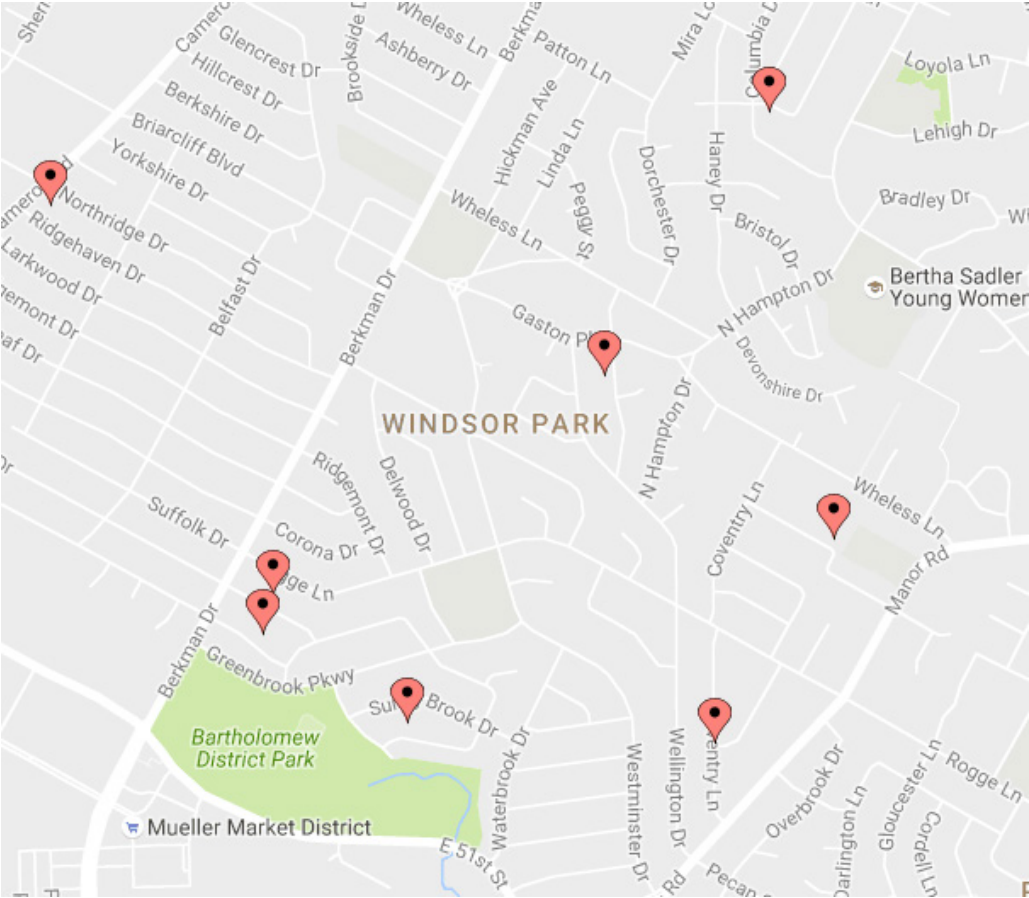 Glencrest Dr
Hillcrest Dr
Berkshire Dr
Briarcliff Blvd
Yorkshire Dr
Brookside
Ashberry Dr
Wheless Ln
Patton Ln
Hickman Ave
Linda Ln
Peggy St
Dorchester Dr
Haney Dr
Loyola Ln
Lehigh Dr
Bradley Dr
Bristol Dr
N Hampton Dr
Bertha Sadler
Young Women
Northridge Dr
Ridgehaven Dr
Larkwood Dr
Belfast Dr
Berkman Dr
Wheless Ln
Gaston
Devonshire Dr
WINDSOR PARK
N Hampton Dr
Ridgemont Dr
Delwood Dr
Suffolk Dr
Corona Dr
Coventry Ln
Wheless Ln
Manor Rd
Berkman Dr
Greenbrook Pkwy
Brook Dr
Bartholomew
District Park
Waterbrook Dr
Westminster Dr
Wellington Dr
Overbrook Dr
Darlington Ln
Gloucester Ln
Cordell Ln
Rogge Ln
Mueller Market District
E 51st St
Rd
Pecan